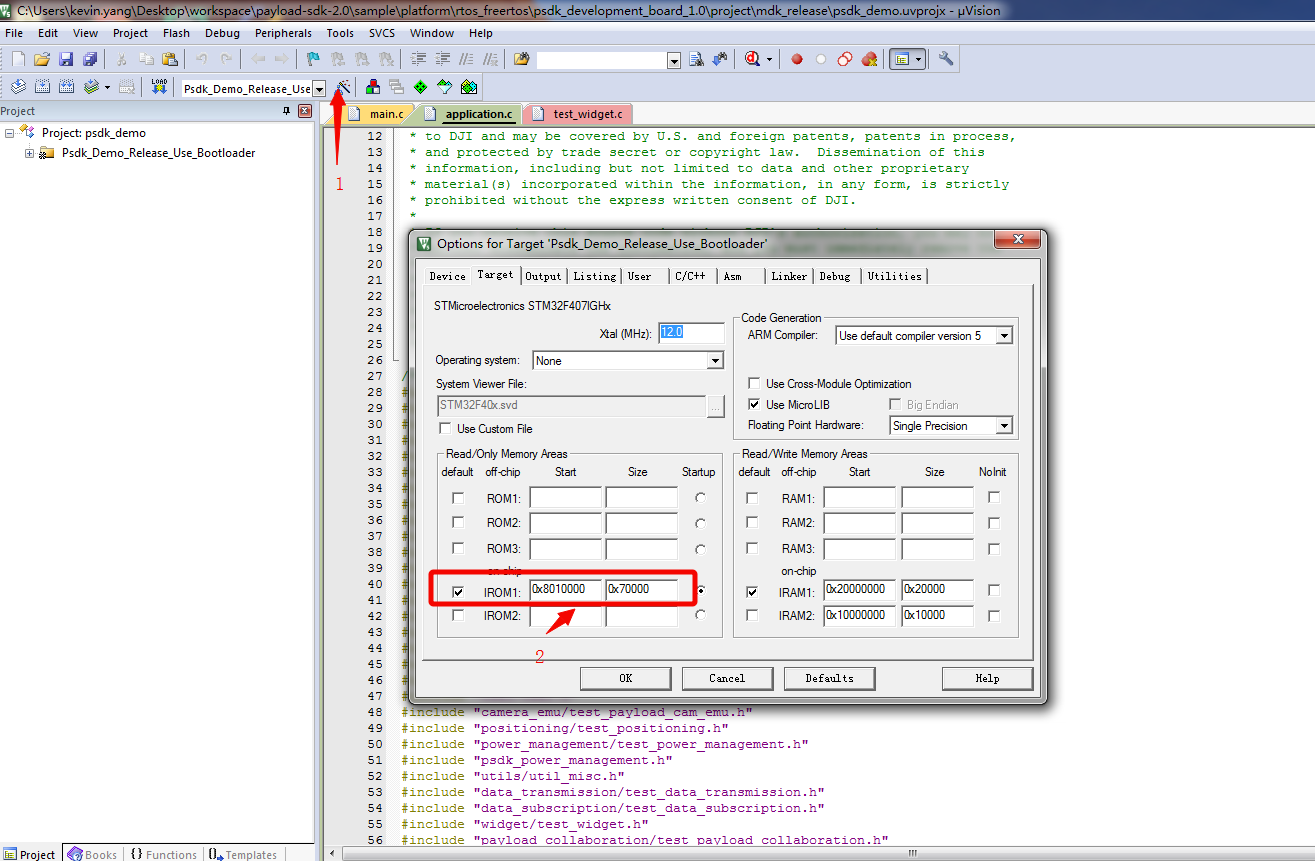 C:\Users\kevin.yang\Desktop\workspace\payload-sdk-2.0\sample\platform\rtos_freertos\psdk_development_board_1.0\project\mdk_release\psdk_demo.uvprojx - µVision
File Edit View Project Flash Debug Peripherals Tools SVCS Window Help
LOAD
Psdk_Demo_Release_Use
Project
main.c application.c test_widget.c
Project: psdk_demo
Psdk_Demo_Release_Use_Bootloader
1
12 * to DJI and may be covered by U.S. and foreign patents, patents in process,
13 * and protected by trade secret or copyright law.  Dissemination of this
14 * information, including but not limited to data and other proprietary
15 * material(s) incorporated within the information, in any form, is strictly
16 * prohibited without the express written consent of DJI.
17 *
18
19
20
21
22
23
24
25
26
27 /
28 #
29 #
30 #
31 #
32 #
33 #
34 #
35 #
36 #
37 #
38 #
39 #
40 #
41 #
42 #
43 #
44 #
45 #
46 #
47 #
Options for Target 'Psdk_Demo_Release_Use_Bootloader'
Device Target Output Listing User C/C++ Asm Linker Debug Utilities
STMicroelectronics STM32F407IGHx
Xtal (MHz): 12.0
Operating system: None
System Viewer File:
STM32F40x.svd ...
Use Custom File
Code Generation
ARM Compiler: Use default compiler version 5
Use Cross-Module Optimization
Use MicroLIB Big Endian
Floating Point Hardware: Single Precision
Read/Only Memory Areas
default off-chip Start Size Startup
ROM1:
ROM2:
ROM3:
on-chip
IROM1: 0x8010000 0x70000
IROM2:
2
Read/Write Memory Areas
default off-chip Start Size NoInit
RAM1:
RAM2:
RAM3:
on-chip
IRAM1: 0x20000000 0x20000
IRAM2: 0x10000000 0x10000
OK Cancel Defaults Help
48 #include "camera_emu/test_payload_cam_emu.h"
49 #include "positioning/test_positioning.h"
50 #include "power_management/test_power_management.h"
51 #include "psdk_power_management.h"
52 #include "utils/util_misc.h"
53 #include "data_transmission/test_data_transmission.h"
54 #include "data_subscription/test_data_subscription.h"
55 #include "widget/test_widget.h"
56 #include "payload_collaboration/test_payload_collaboration.h"
Project Books {} Functions Templates